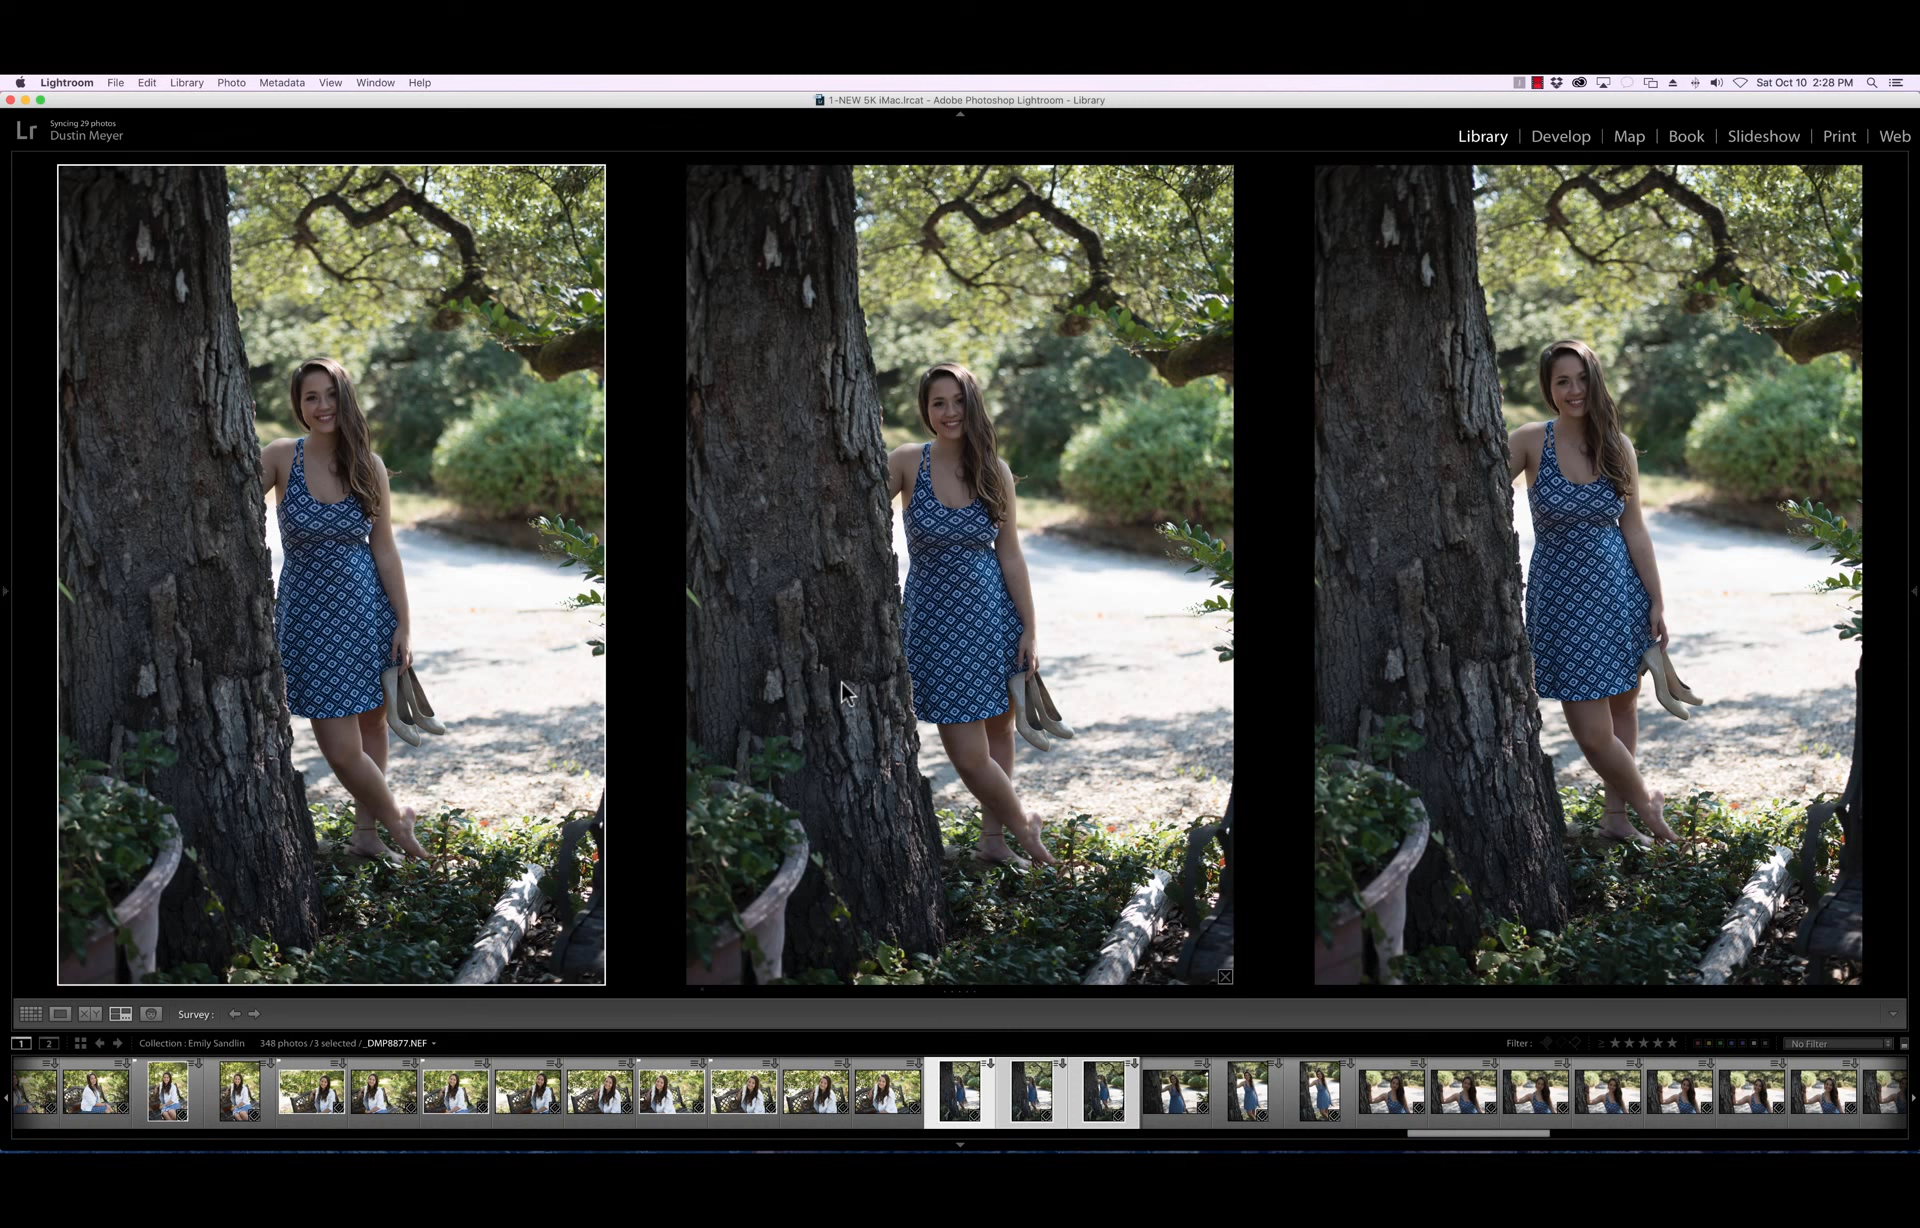 Lightroom File Edit Library Photo Metadata View Window Help Sat Oct 10 2:28 PM
1-NEW 5K iMac.lrcat - Adobe Photoshop Lightroom - Library
Lr
Syncing 29 photos
Dustin Meyer
Library | Develop | Map | Book | Slideshow | Print | Web
XY Survey :
1 2 Collection : Emily Sandlin 348 photos / 3 selected / _DMP8877.NEF Filter : ≥ ★★★★★ No Filter